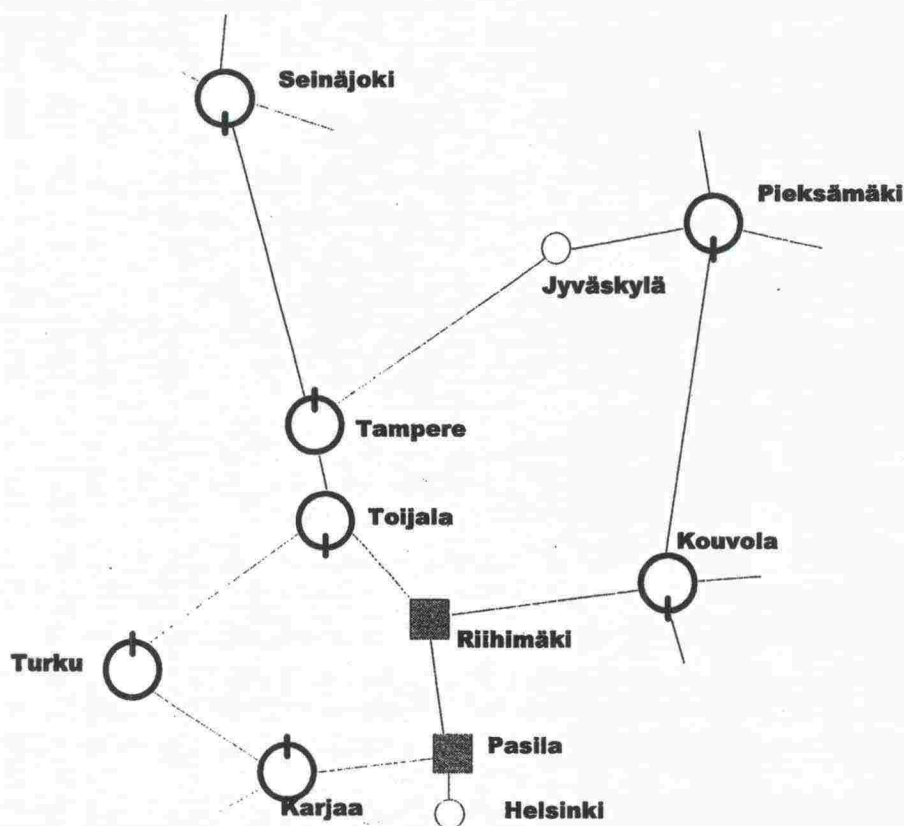 Seinäjoki
Pieksämäki
Jyväskylä
Tampere
Toijala
Kouvola
Riihimäki
Turku
Pasila
Karjaa
Helsinki